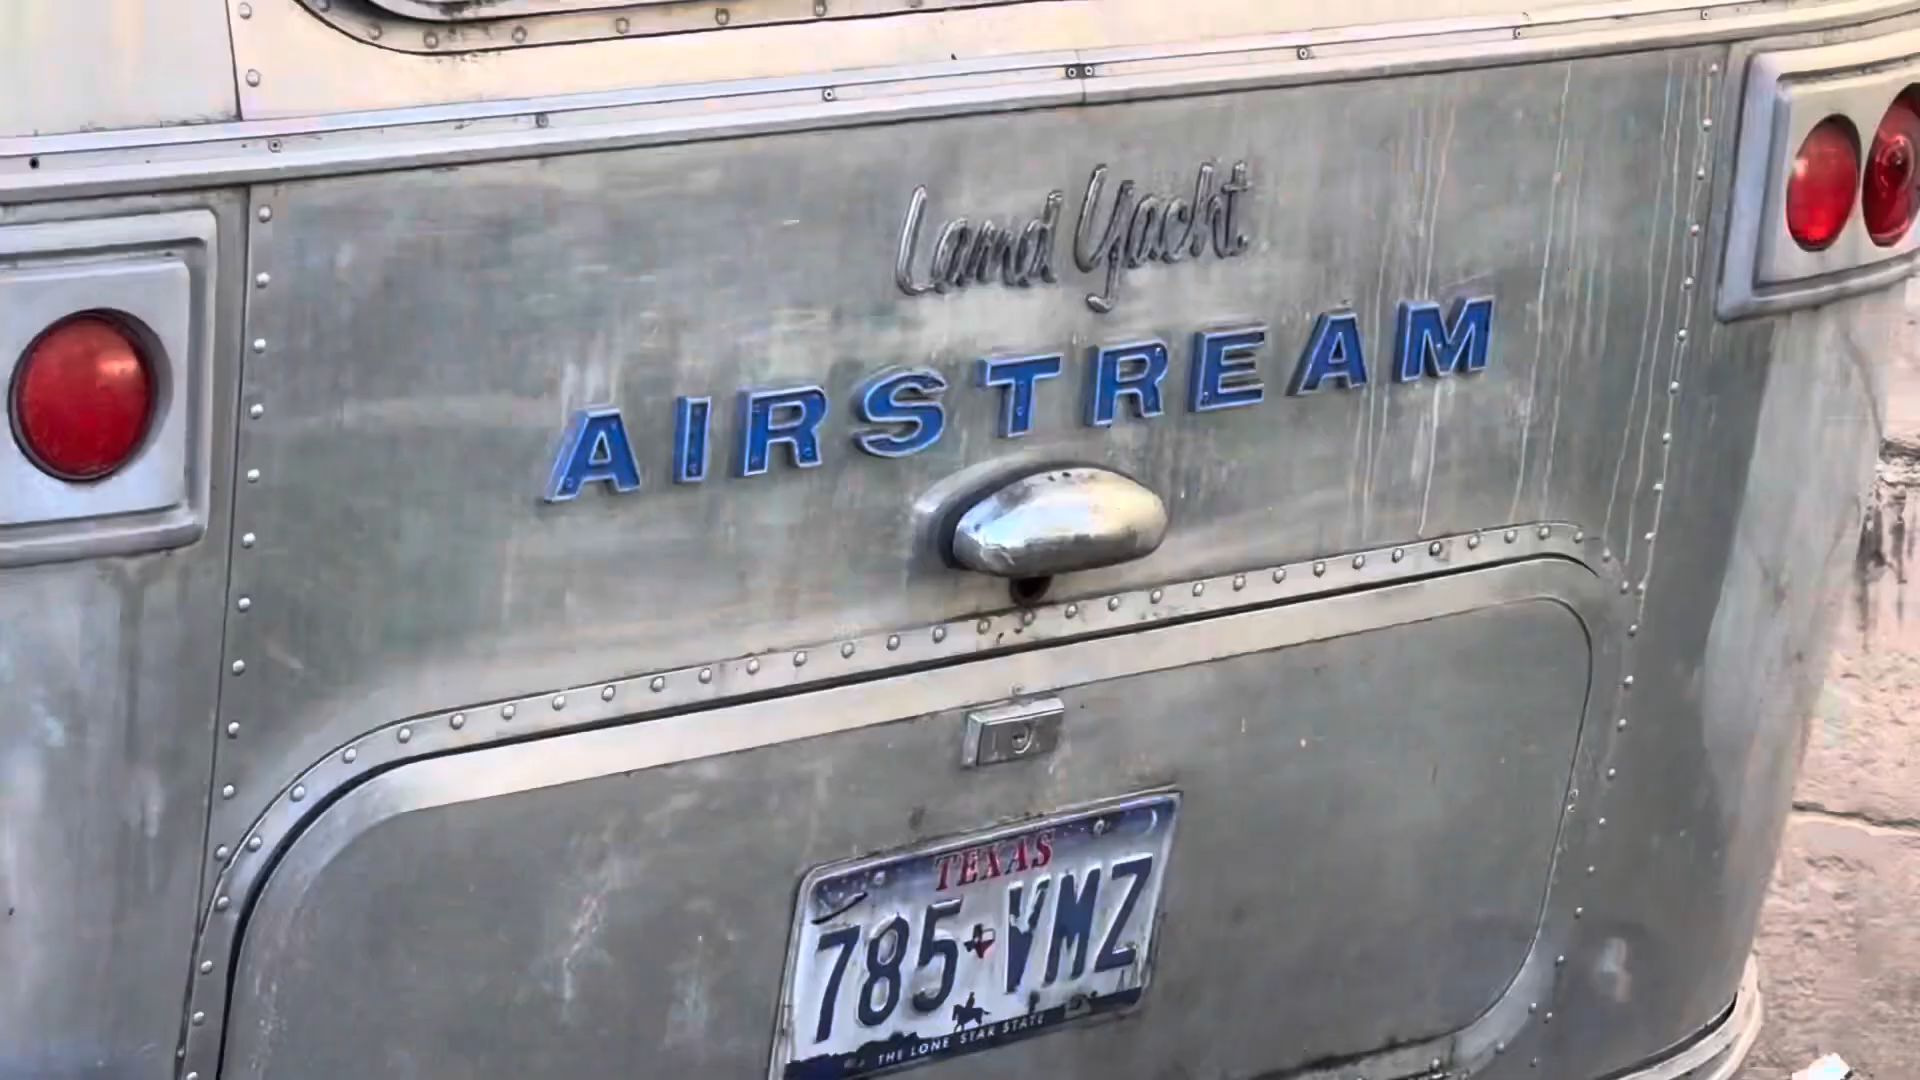 Land Yacht
AIRSTREAM
TEXAS
785 VMZ
THE LONE STAR STATE